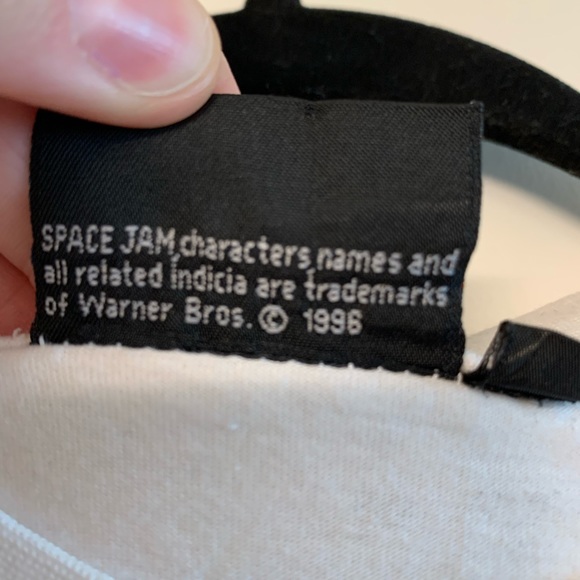 SPACE JAM, characters, names and
all related indicia are trademarks
of Warner Bros. © 1996